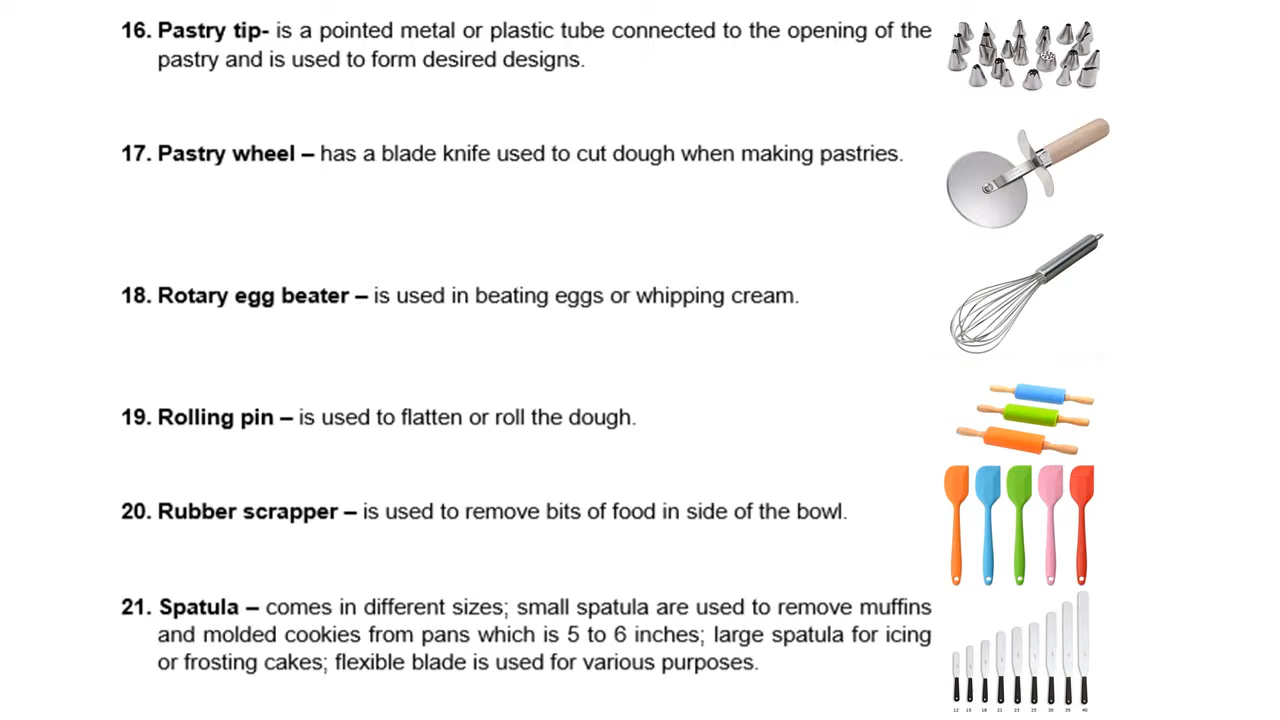 16. Pastry tip- is a pointed metal or plastic tube connected to the opening of the
pastry and is used to form desired designs.
17. Pastry wheel – has a blade knife used to cut dough when making pastries.
18. Rotary egg beater – is used in beating eggs or whipping cream.
19. Rolling pin – is used to flatten or roll the dough.
20. Rubber scrapper – is used to remove bits of food in side of the bowl.
21. Spatula – comes in different sizes; small spatula are used to remove muffins
and molded cookies from pans which is 5 to 6 inches; large spatula for icing
or frosting cakes; flexible blade is used for various purposes.